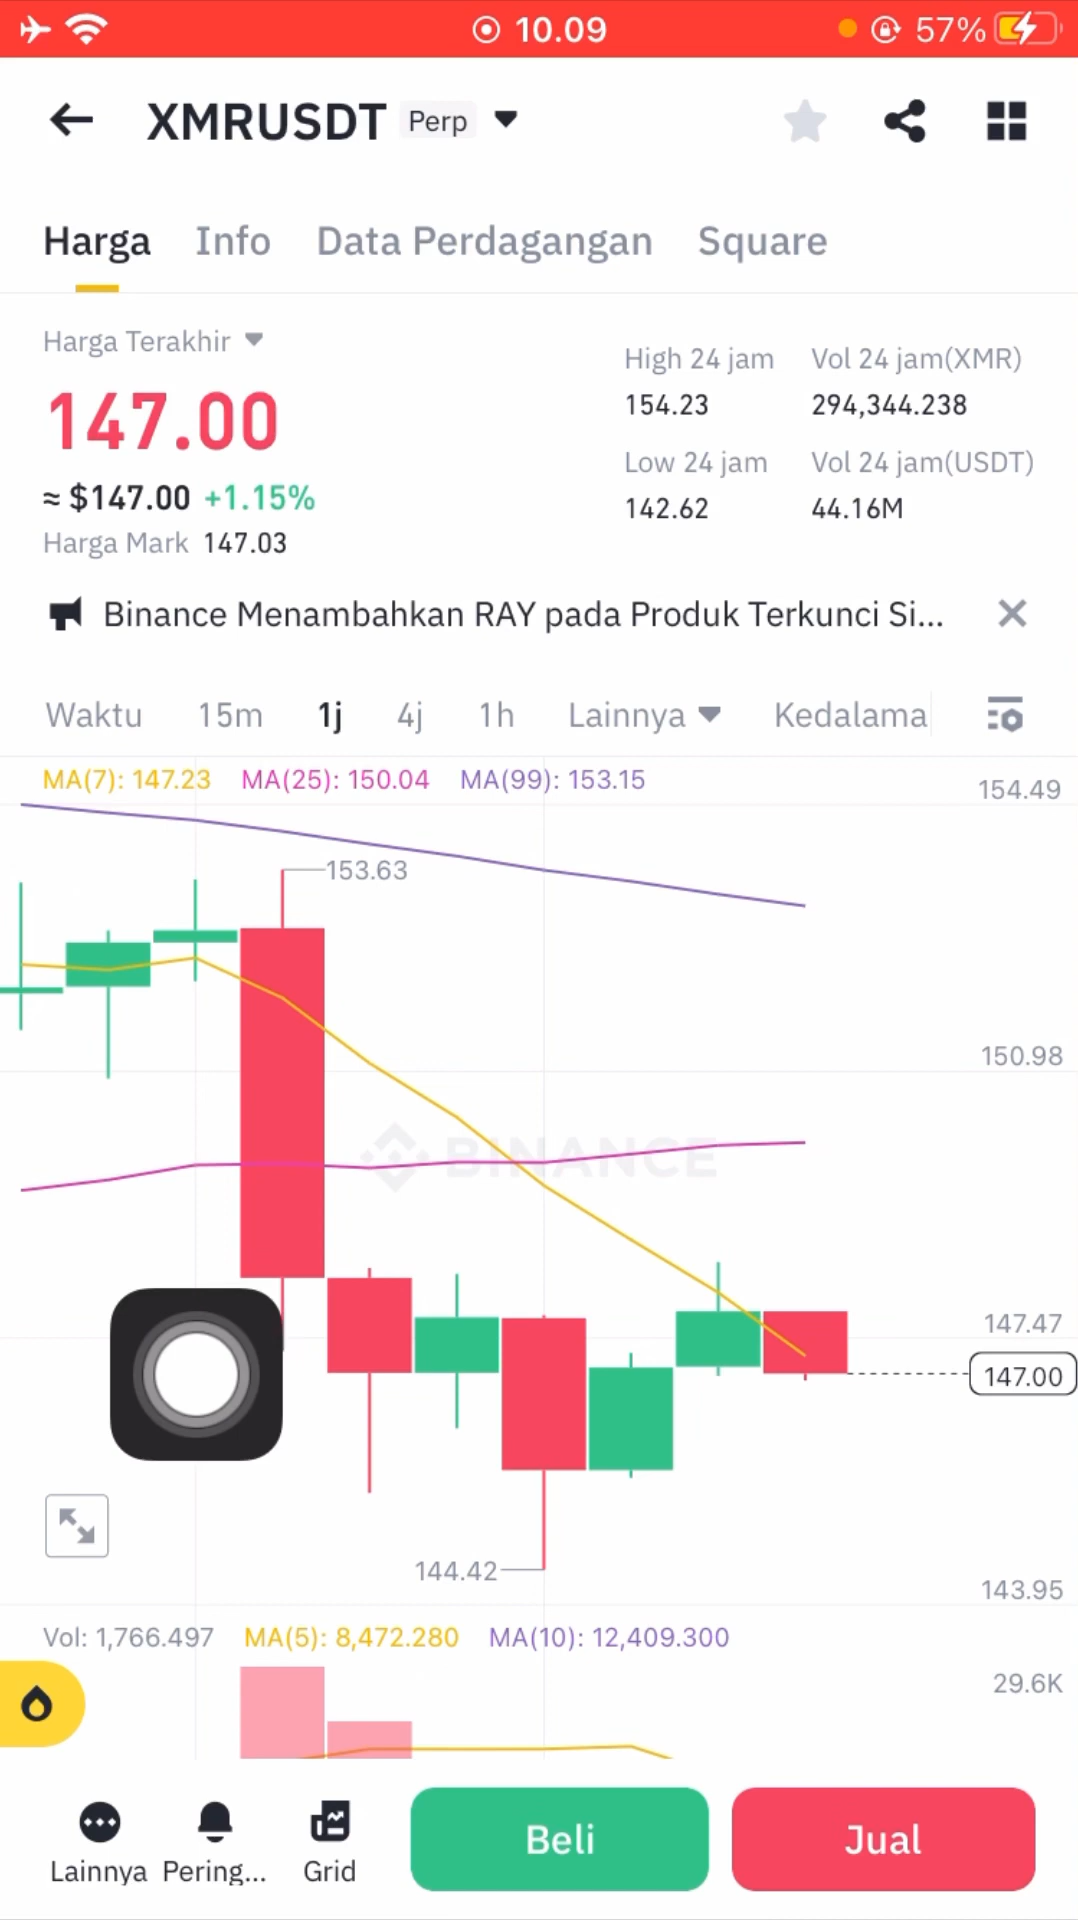 10.09
57%
XMRUSDT Perp
Harga Info Data Perdagangan Square
Harga Terakhir
147.00
≈ $147.00 +1.15%
Harga Mark 147.03
High 24 jam Vol 24 jam(XMR)
154.23 294,344.238
Low 24 jam Vol 24 jam(USDT)
142.62 44.16M
Binance Menambahkan RAY pada Produk Terkunci Si...
Waktu 15m 1j 4j 1h Lainnya Kedalama
MA(7): 147.23 MA(25): 150.04 MA(99): 153.15
154.49
153.63
150.98
BINANCE
147.47
147.00
144.42
143.95
Vol: 1,766.497 MA(5): 8,472.280 MA(10): 12,409.300
29.6K
Lainnya Pering... Grid
Beli
Jual